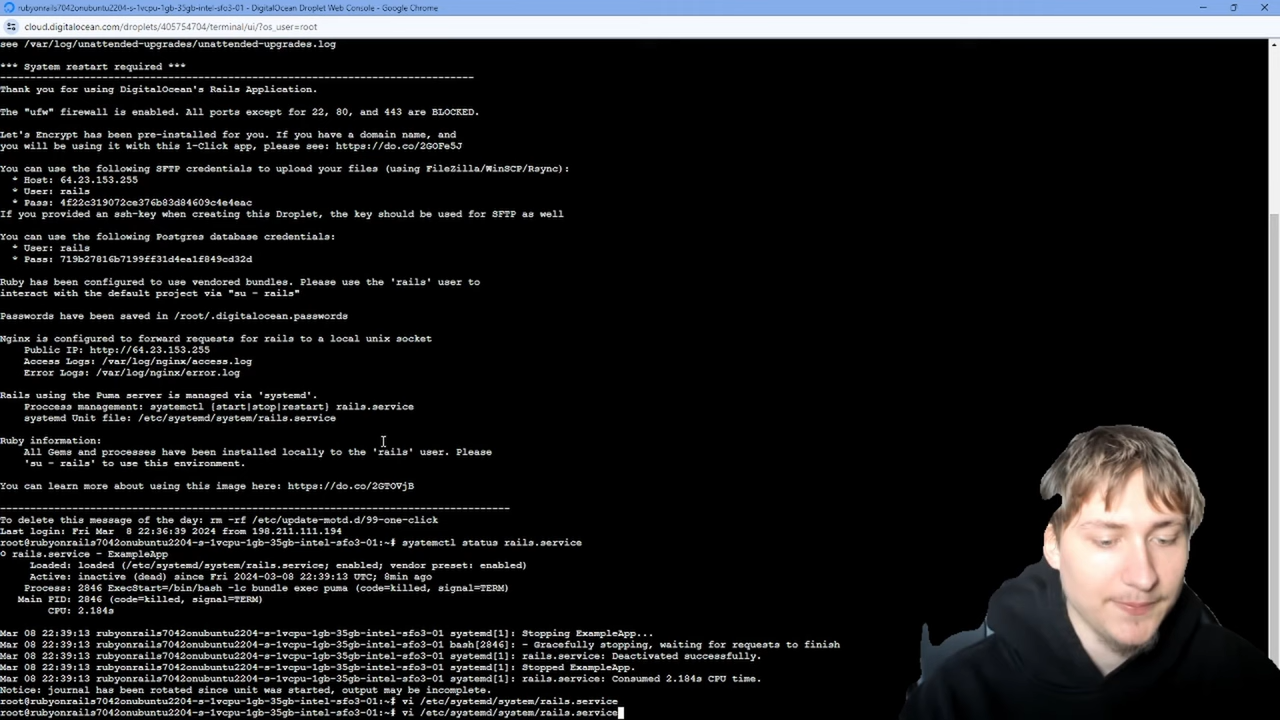 rubyonrails7042onubuntu2204-s-1vcpu-1gb-35gb-intel-sfo3-01 - DigitalOcean Droplet Web Console - Google Chrome
cloud.digitalocean.com/droplets/405754704/terminal/ui/?os_user=root
see /var/log/unattended-upgrades/unattended-upgrades.log
*** System restart required ***
-------------------------------------------------------------------------------
Thank you for using DigitalOcean's Rails Application.
The "ufw" firewall is enabled. All ports except for 22, 80, and 443 are BLOCKED.
Let's Encrypt has been pre-installed for you. If you have a domain name, and
you will be using it with this 1-Click app, please see: https://do.co/2GOFe5J
You can use the following SFTP credentials to upload your files (using FileZilla/WinSCP/Rsync):
* Host: 64.23.153.255
* User: rails
* Pass: 4f22c319072ce376b83d84609c4e4eac
If you provided an ssh-key when creating this Droplet, the key should be used for SFTP as well
You can use the following Postgres database credentials:
* User: rails
* Pass: 719b27816b7199ff31d4ea1f849cd32d
Ruby has been configured to use vendored bundles. Please use the 'rails' user to
interact with the default project via "su - rails"
Passwords have been saved in /root/.digitalocean.passwords
Nginx is configured to forward requests for rails to a local unix socket
Public IP: http://64.23.153.255
Access Logs: /var/log/nginx/access.log
Error Logs: /var/log/nginx/error.log
Rails using the Puma server is managed via 'systemd'.
Proccess management: systemctl {start|stop|restart} rails.service
systemd Unit file: /etc/systemd/system/rails.service
Ruby information:
All Gems and processes have been installed locally to the 'rails' user. Please
'su - rails' to use this environment.
You can learn more about using this image here: https://do.co/2GTOVjB
-------------------------------------------------------------------------------------
To delete this message of the day: rm -rf /etc/update-motd.d/99-one-click
Last login: Fri Mar  8 22:36:39 2024 from 198.211.111.194
root@rubyonrails7042onubuntu2204-s-1vcpu-1gb-35gb-intel-sfo3-01:~# systemctl status rails.service
○ rails.service - ExampleApp
Loaded: loaded (/etc/systemd/system/rails.service; enabled; vendor preset: enabled)
Active: inactive (dead) since Fri 2024-03-08 22:39:13 UTC; 8min ago
Process: 2846 ExecStart=/bin/bash -lc bundle exec puma (code=killed, signal=TERM)
Main PID: 2846 (code=killed, signal=TERM)
CPU: 2.184s
Mar 08 22:39:13 rubyonrails7042onubuntu2204-s-1vcpu-1gb-35gb-intel-sfo3-01 systemd[1]: Stopping ExampleApp...
Mar 08 22:39:13 rubyonrails7042onubuntu2204-s-1vcpu-1gb-35gb-intel-sfo3-01 bash[2846]: - Gracefully stopping, waiting for requests to finish
Mar 08 22:39:13 rubyonrails7042onubuntu2204-s-1vcpu-1gb-35gb-intel-sfo3-01 systemd[1]: rails.service: Deactivated successfully.
Mar 08 22:39:13 rubyonrails7042onubuntu2204-s-1vcpu-1gb-35gb-intel-sfo3-01 systemd[1]: Stopped ExampleApp.
Mar 08 22:39:13 rubyonrails7042onubuntu2204-s-1vcpu-1gb-35gb-intel-sfo3-01 systemd[1]: rails.service: Consumed 2.184s CPU time.
Notice: journal has been rotated since unit was started, output may be incomplete.
root@rubyonrails7042onubuntu2204-s-1vcpu-1gb-35gb-intel-sfo3-01:~# vi /etc/systemd/system/rails.service
root@rubyonrails7042onubuntu2204-s-1vcpu-1gb-35gb-intel-sfo3-01:~# vi /etc/systemd/system/rails.service